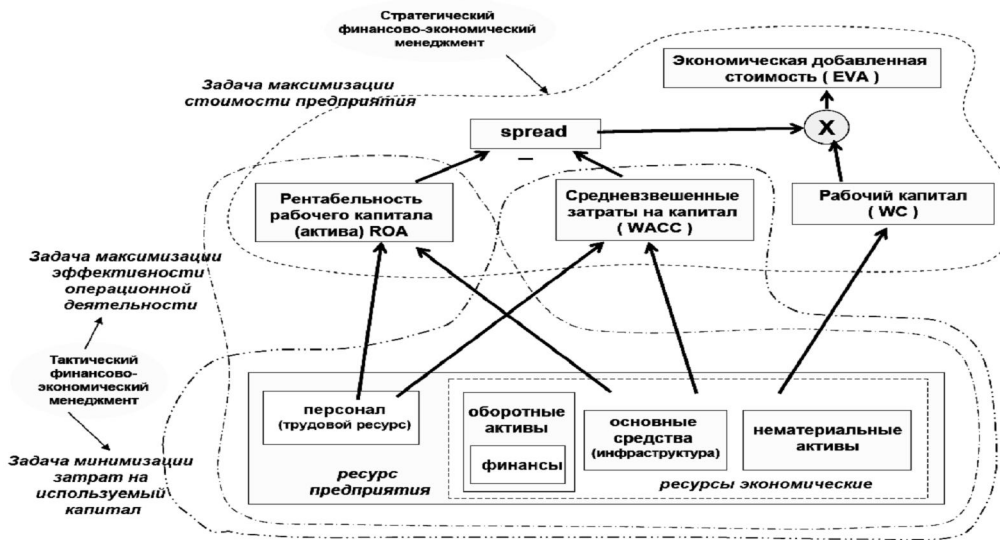 Стратегический
финансово-экономический
менеджмент
Задача максимизации
стоимости предприятия
Экономическая добавленная
стоимость ( EVA )
X
spread
–
Рентабельность
рабочего капитала
(актива) ROA
Средневзвешенные
затраты на капитал
( WACC )
Рабочий капитал
( WC )
Задача максимизации
эффективности
операционной
деятельности
Тактический
финансово-
экономический
менеджмент
Задача минимизации
затрат на
используемый
капитал
персонал
(трудовой ресурс)
оборотные
активы
финансы
основные
средства
(инфраструктура)
нематериальные
активы
ресурс
предприятия
ресурсы экономические